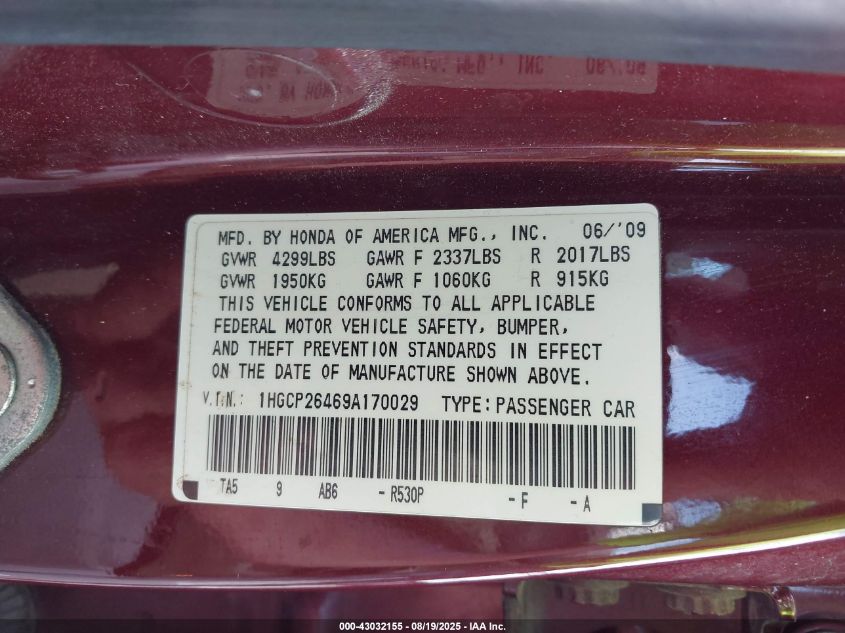 MFD. BY HONDA OF AMERICA MFG., INC. 06/'09
GVWR 4299LBS GAWR F 2337LBS R 2017LBS
GVWR 1950KG GAWR F 1060KG R 915KG
THIS VEHICLE CONFORMS TO ALL APPLICABLE
FEDERAL MOTOR VEHICLE SAFETY, BUMPER,
AND THEFT PREVENTION STANDARDS IN EFFECT
ON THE DATE OF MANUFACTURE SHOWN ABOVE.
V.I.N.: 1HGCP26469A170029 TYPE:PASSENGER CAR
TA5 9 AB6 -R530P -F -A
000-43032155 - 08/19/2025 - IAA Inc.